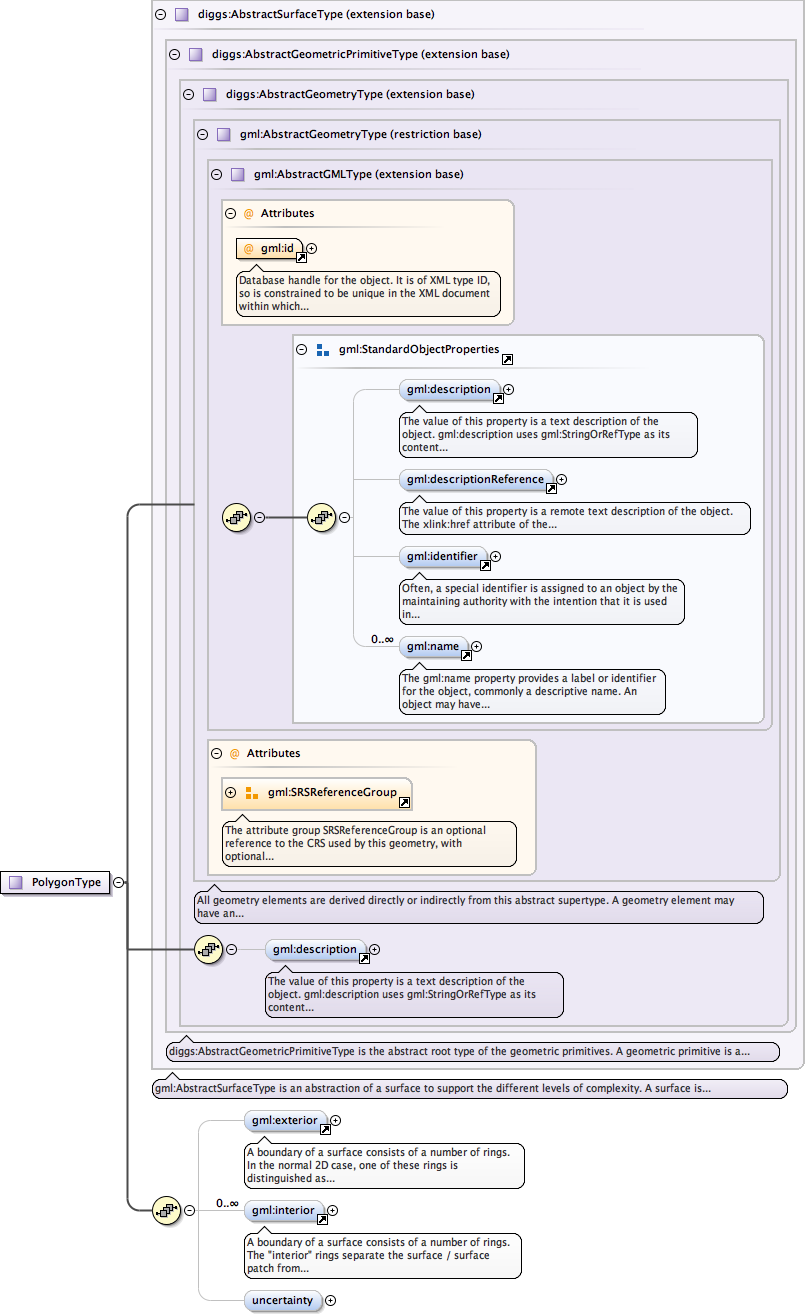 diggs:AbstractSurfaceType (extension base)
diggs:AbstractGeometricPrimitiveType (extension base)
diggs:AbstractGeometryType (extension base)
gml:AbstractGeometryType (restriction base)
gml:AbstractGMLType (extension base)
@ Attributes
@ gml:id
Database handle for the object. It is of XML type ID,
so is constrained to be unique in the XML document
within which...
gml:StandardObjectProperties
gml:description
The value of this property is a text description of the
object. gml:description uses gml:StringOrRefType as its
content...
gml:descriptionReference
The value of this property is a remote text description of the object.
The xlink:href attribute of the...
gml:identifier
Often, a special identifier is assigned to an object by the
maintaining authority with the intention that it is used
in...
0..∞
gml:name
The gml:name property provides a label or identifier
for the object, commonly a descriptive name. An
object may have...
@ Attributes
gml:SRSReferenceGroup
The attribute group SRSReferenceGroup is an optional
reference to the CRS used by this geometry, with
optional...
PolygonType
All geometry elements are derived directly or indirectly from this abstract supertype. A geometry element may
have an...
gml:description
The value of this property is a text description of the
object. gml:description uses gml:StringOrRefType as its
content...
diggs:AbstractGeometricPrimitiveType is the abstract root type of the geometric primitives. A geometric primitive is a...
gml:AbstractSurfaceType is an abstraction of a surface to support the different levels of complexity. A surface is...
gml:exterior
A boundary of a surface consists of a number of rings.
In the normal 2D case, one of these rings is
distinguished as...
0..∞
gml:interior
A boundary of a surface consists of a number of rings.
The "interior" rings separate the surface / surface
patch from...
uncertainty